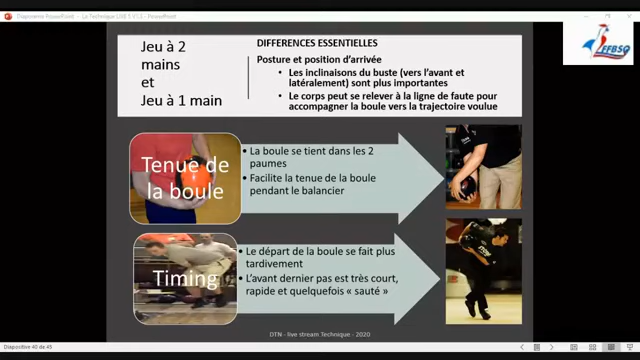 Diaporama PowerPoint - La Technique LIVE 5 V1.3 - PowerPoint
Jeu à 2
mains
et
Jeu à 1 main
DIFFERENCES ESSENTIELLES
Posture et position d'arrivée
• Les inclinaisons du buste (vers l'avant et
latéralement) sont plus importantes
• Le corps peut se relever à la ligne de faute pour
accompagner la boule vers la trajectoire voulue
FFBSQ
Tenue de
la boule
• La boule se tient dans les 2
paumes
• Facilite la tenue de la boule
pendant le balancier
Timing
• Le départ de la boule se fait plus
tardivement
• L'avant dernier pas est très court,
rapide et quelquefois « sauté »
DTN - live stream Technique - 2020
Diapositive 40 de 45